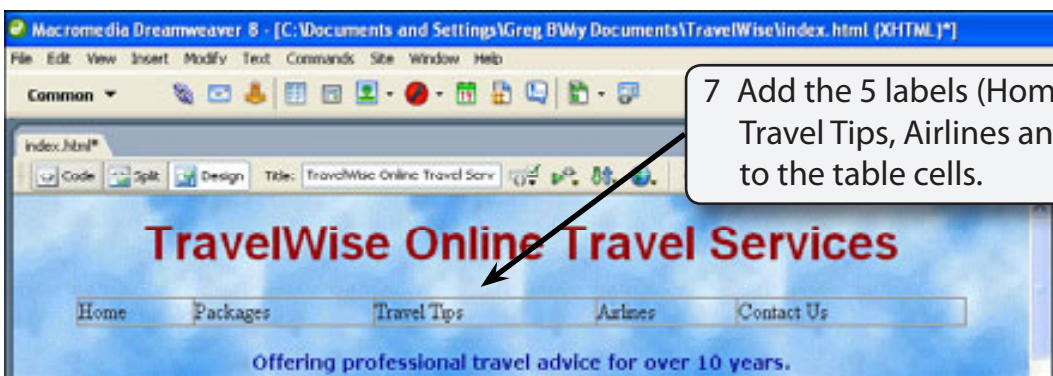 Macromedia Dreamweaver 8 - [C:\Documents and Settings\Greg B\My Documents\TravelWise\index.html (XHTML)*]
File Edit View Insert Modify Text Commands Site Window Help
Common
7 Add the 5 labels (Hom
Travel Tips, Airlines an
to the table cells.
index.html*
Code Split Design Title: TravelWise Online Travel Serv
TravelWise Online Travel Services
Home Packages Travel Tips Airlines Contact Us
Offering professional travel advice for over 10 years.